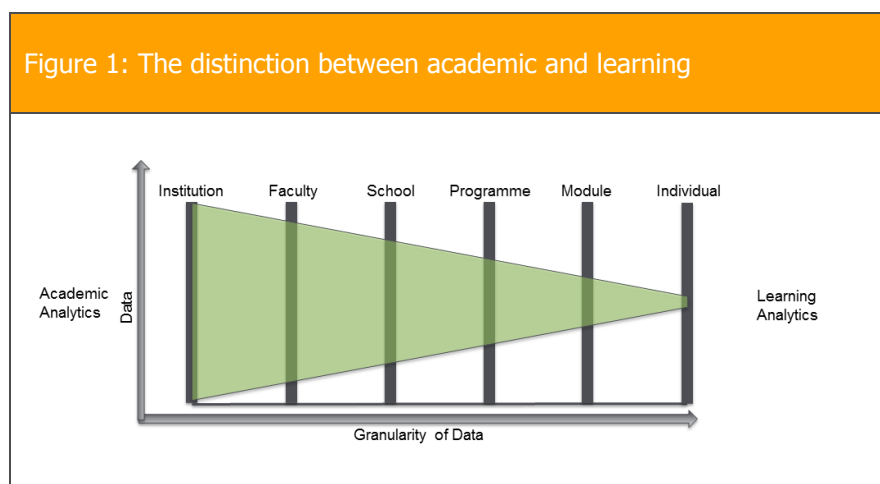 Figure 1: The distinction between academic and learning
Institution Faculty School Programme Module Individual
Academic
Analytics
Data
Learning
Analytics
Granularity of Data